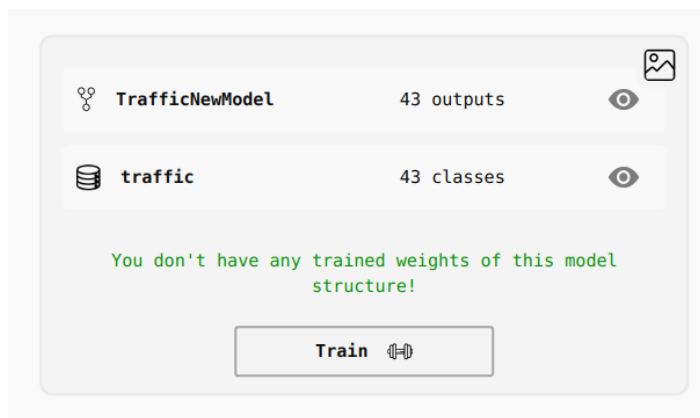 TrafficNewModel 43 outputs
traffic 43 classes
You don't have any trained weights of this model
structure!
Train